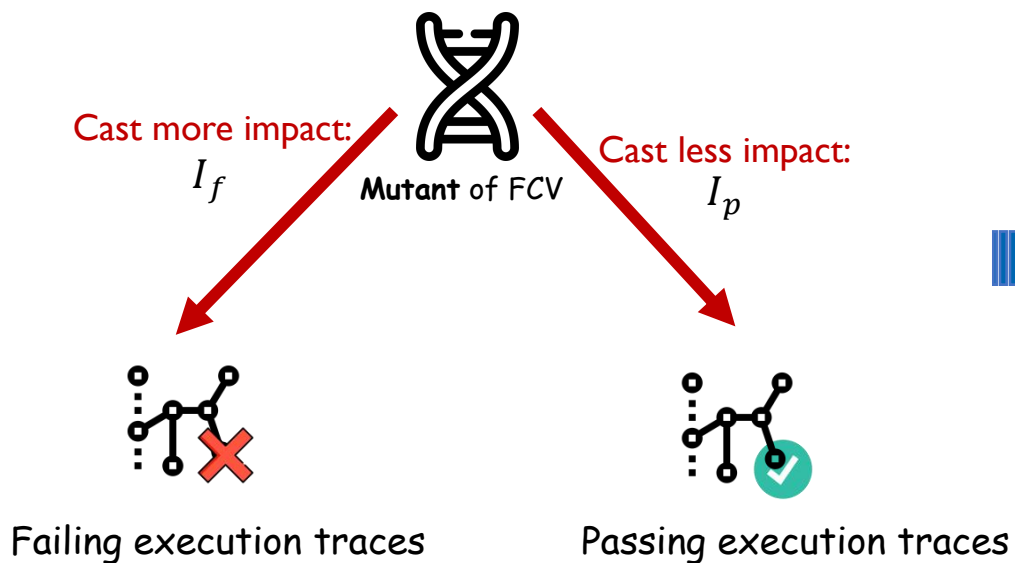 Cast more impact:
I_f
Mutant of FCV
Cast less impact:
I_p
Failing execution traces
Passing execution traces